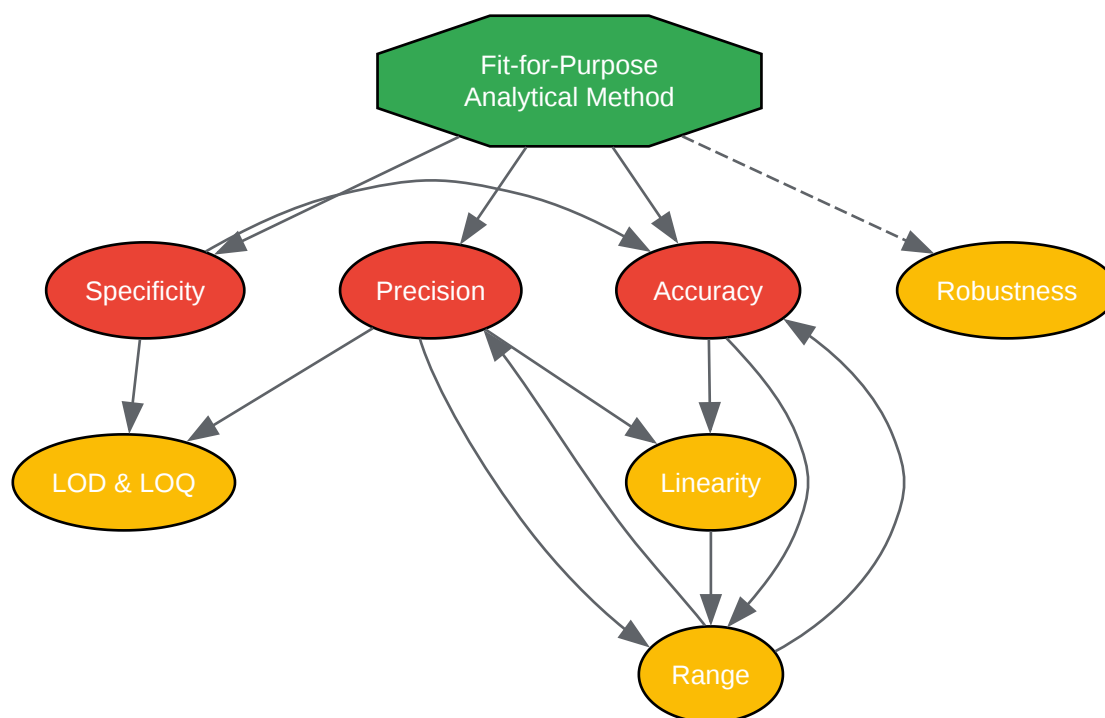 Fit-for-Purpose
Analytical Method
Specificity
Precision
Accuracy
Robustness
LOD & LOQ
Linearity
Range